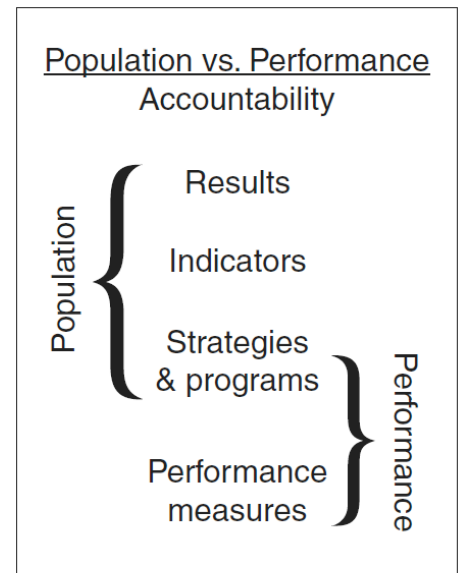 Population vs. Performance
Accountability
Results
Indicators
Strategies
& programs
Performance
measures
Population
Performance